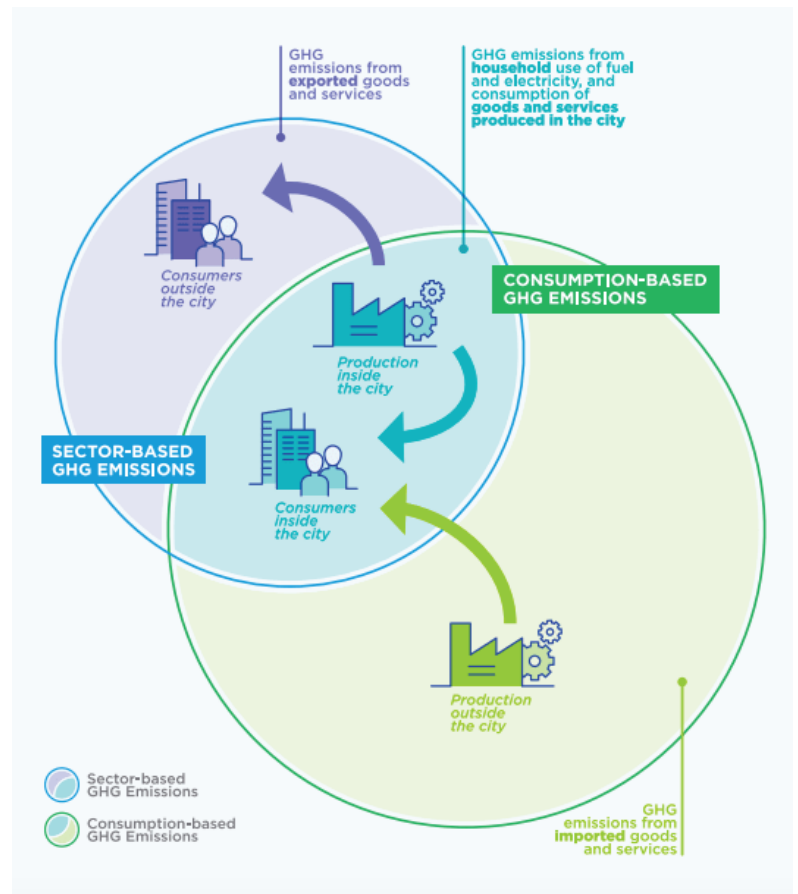 GHG
emissions from
exported goods
and services
GHG emissions from
household use of fuel
and electricity, and
consumption of
goods and services
produced in the city
Consumers
outside
the city
CONSUMPTION-BASED
GHG EMISSIONS
Production
inside
the city
SECTOR-BASED
GHG EMISSIONS
Consumers
inside
the city
Production
outside
the city
Sector-based
GHG Emissions
Consumption-based
GHG Emissions
GHG
emissions from
imported goods
and services